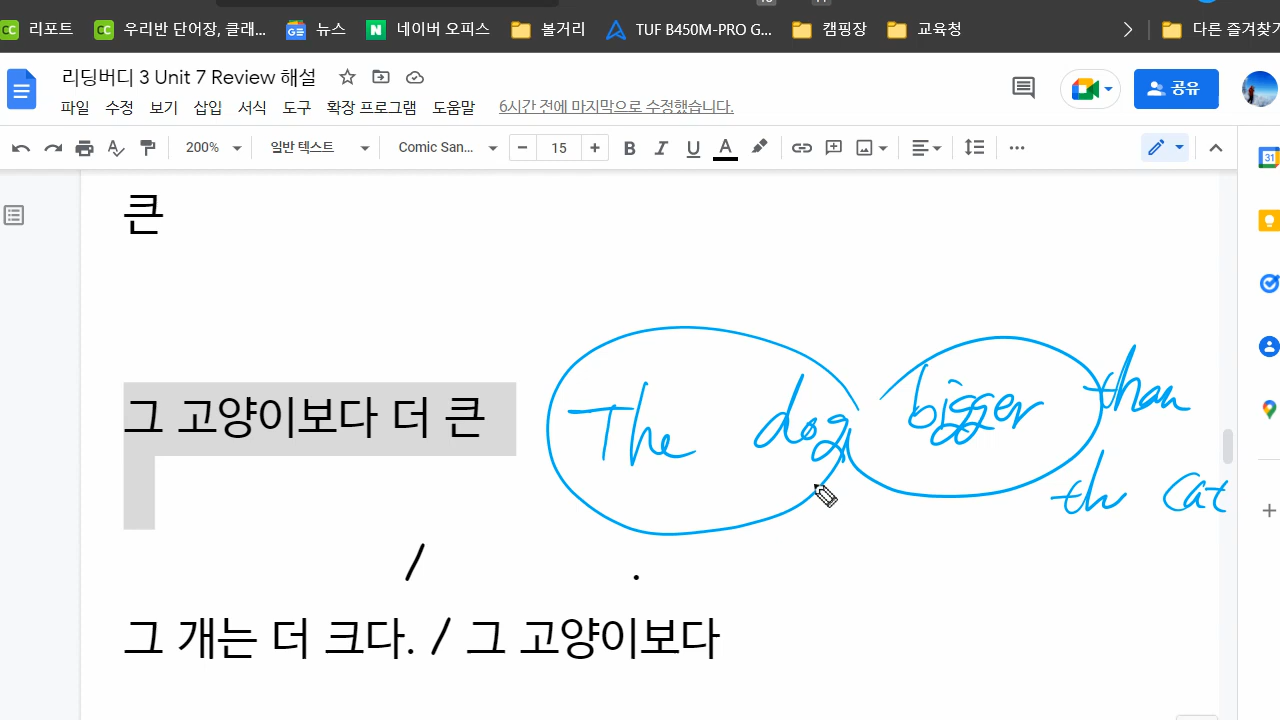 리포트 우리반 단어장, 클래... 뉴스 네이버 오피스 볼거리 TUF B450M-PRO G... 캠핑장 교육청 다른 즐겨찾기
리딩버디 3 Unit 7 Review 해설
파일 수정 보기 삽입 서식 도구 확장 프로그램 도움말 6시간 전에 마지막으로 수정했습니다.
공유
200% 일반 텍스트 Comic San... 15
큰
그 고양이보다 더 큰
The dog bigger than
the cat
/ .
그 개는 더 크다. / 그 고양이보다